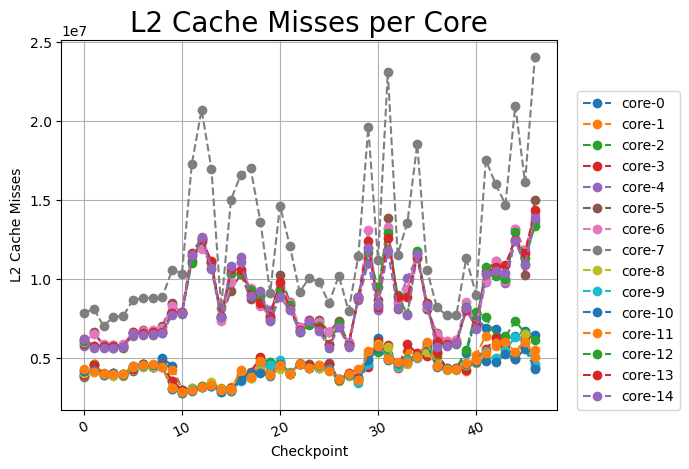 L2 Cache Misses per Core
1e7
2.5
2.0
1.5
1.0
0.5
L2 Cache Misses
0
10
20
30
40
Checkpoint
core-0
core-1
core-2
core-3
core-4
core-5
core-6
core-7
core-8
core-9
core-10
core-11
core-12
core-13
core-14